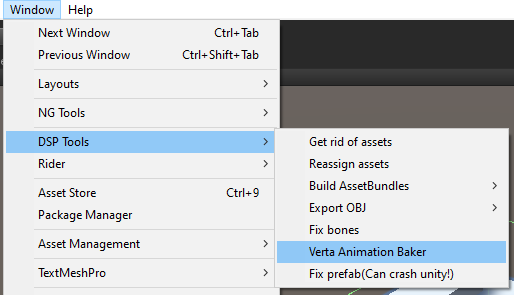 Window Help
Next Window Ctrl+Tab
Previous Window Ctrl+Shift+Tab
Layouts
NG Tools
DSP Tools
Rider
Asset Store Ctrl+9
Package Manager
Asset Management
TextMeshPro
Get rid of assets
Reassign assets
Build AssetBundles
Export OBJ
Fix bones
Verta Animation Baker
Fix prefab(Can crash unity!)